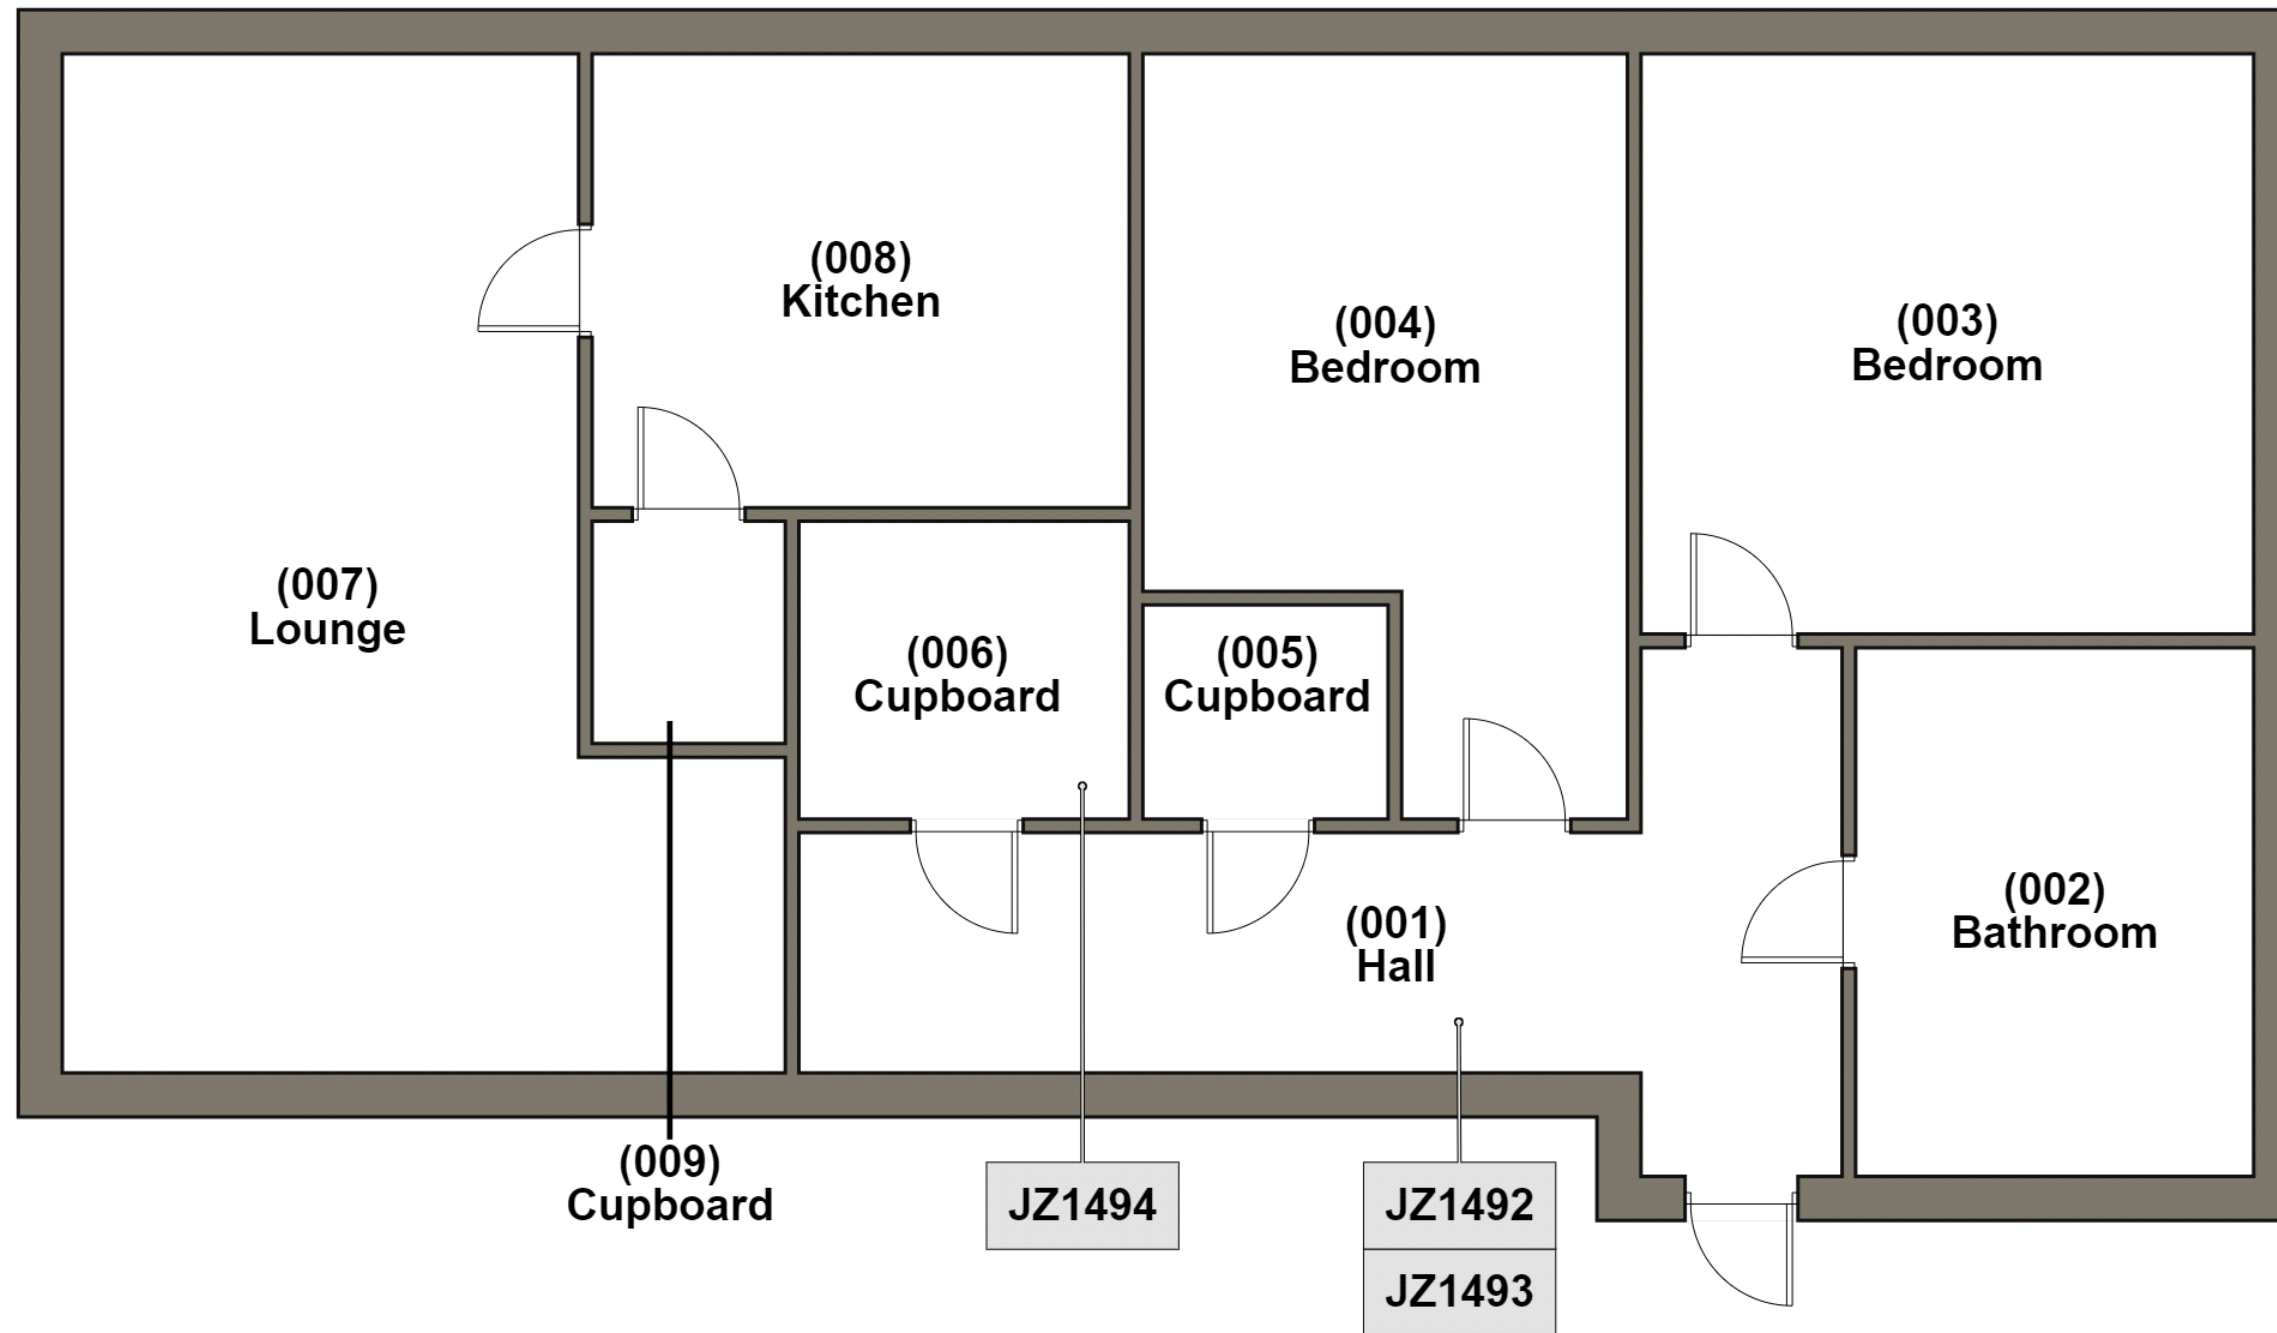 (008)
Kitchen
(004)
Bedroom
(003)
Bedroom
(007)
Lounge
(006)
Cupboard
(005)
Cupboard
(002)
Bathroom
(001)
Hall
(009)
Cupboard
JZ1494
JZ1492
JZ1493